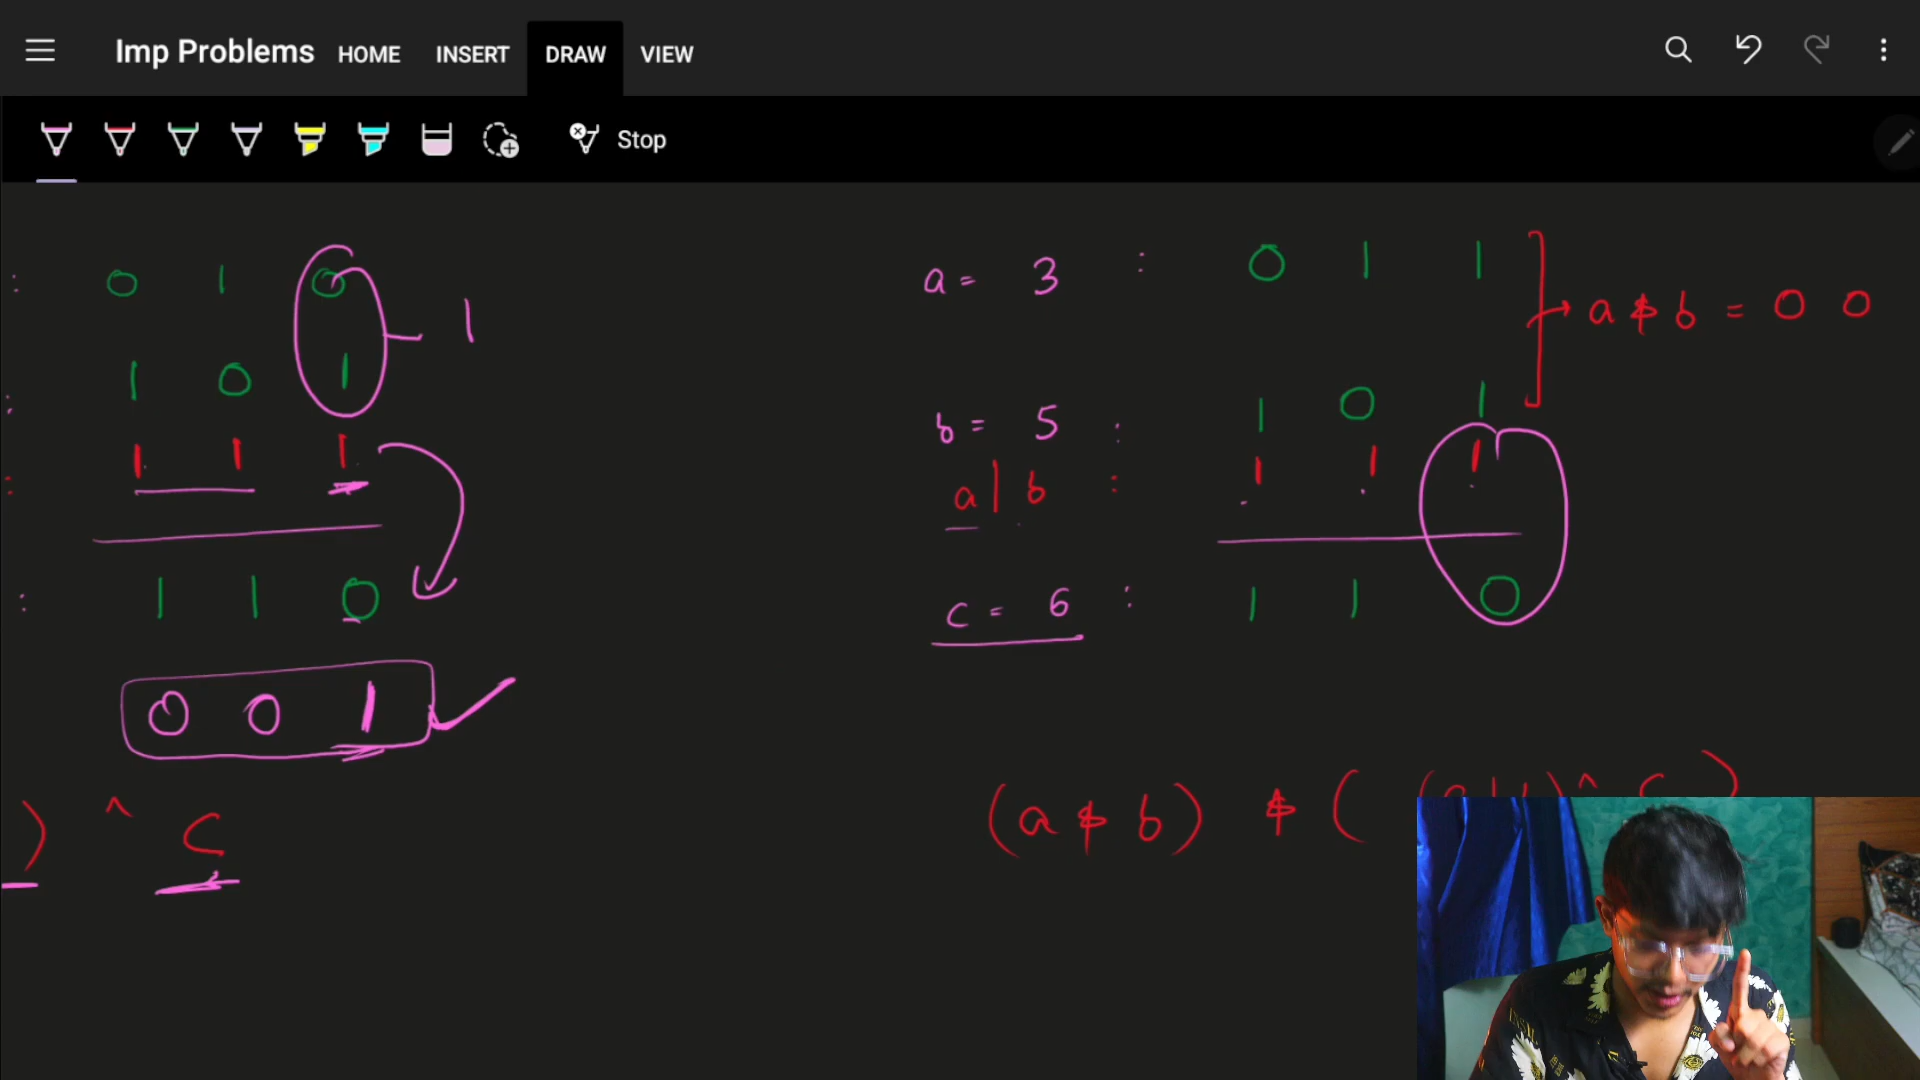 Imp Problems HOME INSERT DRAW VIEW
Stop
: 0 1 0
1
: 1 0 1
: 1 1 1
: 1 1 0
0 0 1
) ^ c
a = 3 : 0 1 1
a & b = 0 0
b = 5 : 1 0 1
a | b : 1 1 1
c = 6 : 1 1 0
(a & b) & ( (a | ) ^ c )